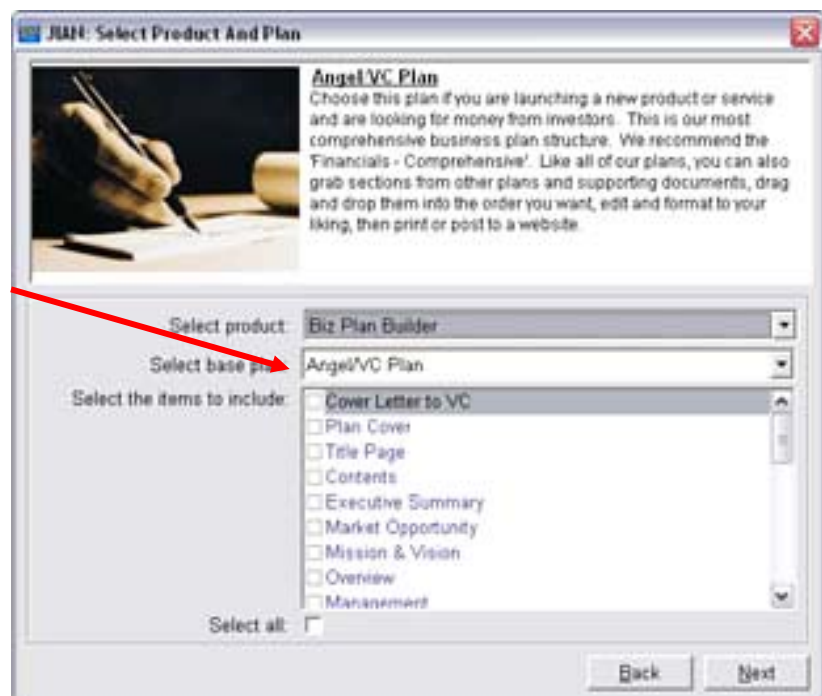 JIAN: Select Product And Plan
Angel/VC Plan
Choose this plan if you are launching a new product or service
and are looking for money from investors. This is our most
comprehensive business plan structure. We recommend the
'Financials - Comprehensive'. Like all of our plans, you can also
grab sections from other plans and supporting documents, drag
and drop them into the order you want, edit and format to your
liking, then print or post to a website.
Select product: Biz Plan Builder
Select base plan: Angel/VC Plan
Select the items to include: Cover Letter to VC
Plan Cover
Title Page
Contents
Executive Summary
Market Opportunity
Mission & Vision
Overview
Management
Select all:
Back Next